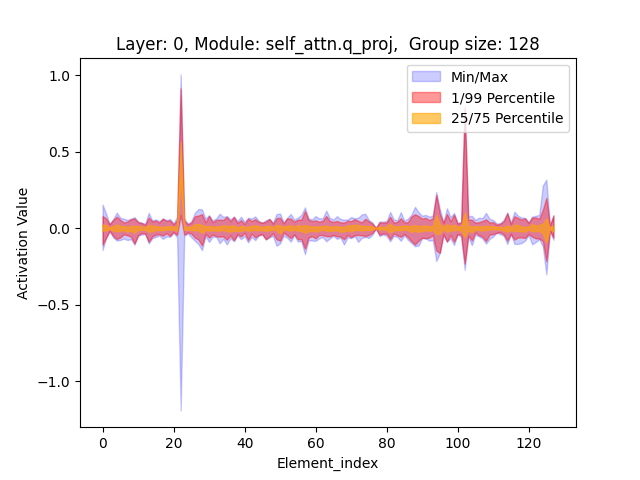 Layer: 0, Module: self_attn.q_proj,  Group size: 128
Min/Max
1/99 Percentile
25/75 Percentile
Activation Value
1.0
0.5
0.0
−0.5
−1.0
0
20
40
60
80
100
120
Element_index